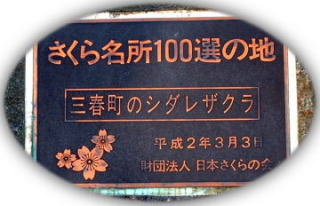 さくら名所100選の地
三春町のシダレザクラ
平成2年3月3日
財団法人 日本さくらの会